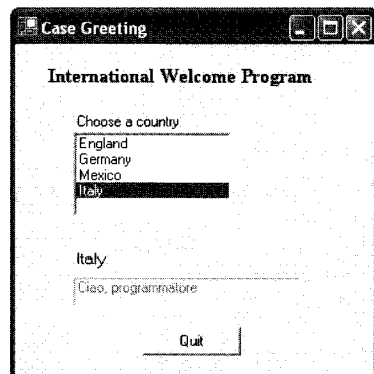 Case Greeting
International Welcome Program
Choose a country
England
Germany
Mexico
Italy
Italy
Ciao, programmatore
Quit